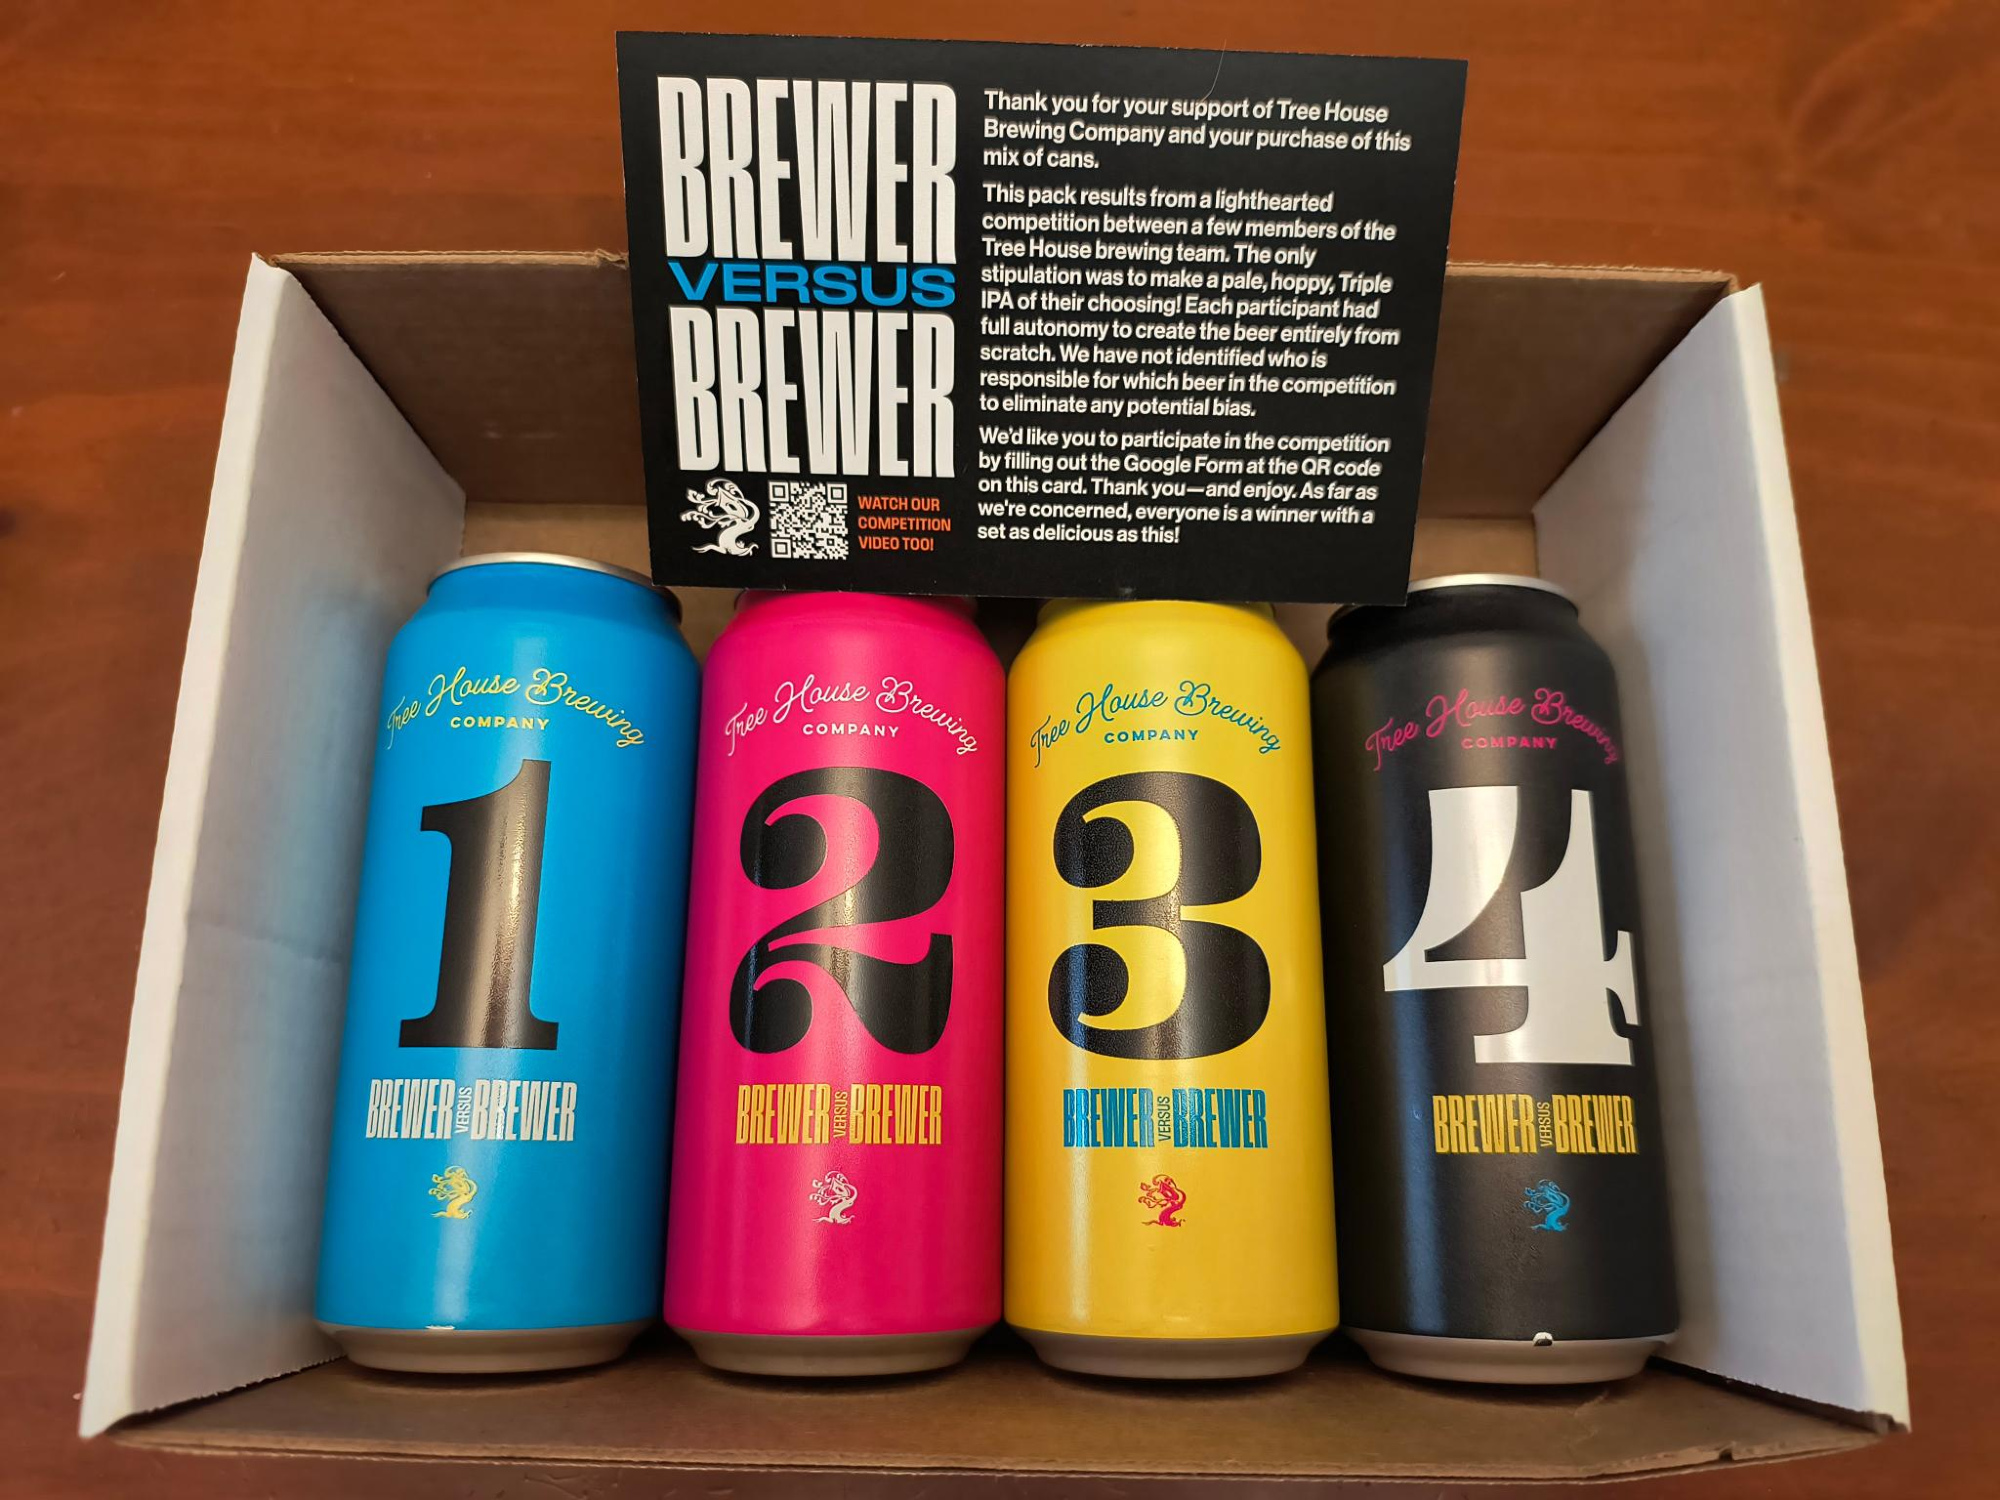 BREWER
VERSUS
BREWER
WATCH OUR
COMPETITION
VIDEO TOO!
Thank you for your support of Tree House
Brewing Company and your purchase of this
mix of cans.
This pack results from a lighthearted
competition between a few members of the
Tree House brewing team. The only
stipulation was to make a pale, hoppy, Triple
IPA of their choosing! Each participant had
full autonomy to create the beer entirely from
scratch. We have not identified who is
responsible for which beer in the competition
to eliminate any potential bias.
We'd like you to participate in the competition
by filling out the Google Form at the QR code
on this card. Thank you—and enjoy. As far as
we're concerned, everyone is a winner with a
set as delicious as this!
Tree House Brewing
COMPANY
1
BREWER VERSUS BREWER
Tree House Brewing
COMPANY
2
BREWER VERSUS BREWER
Tree House Brewing
COMPANY
3
BREWER VERSUS BREWER
Tree House Brewing
COMPANY
4
BREWER VERSUS BREWER